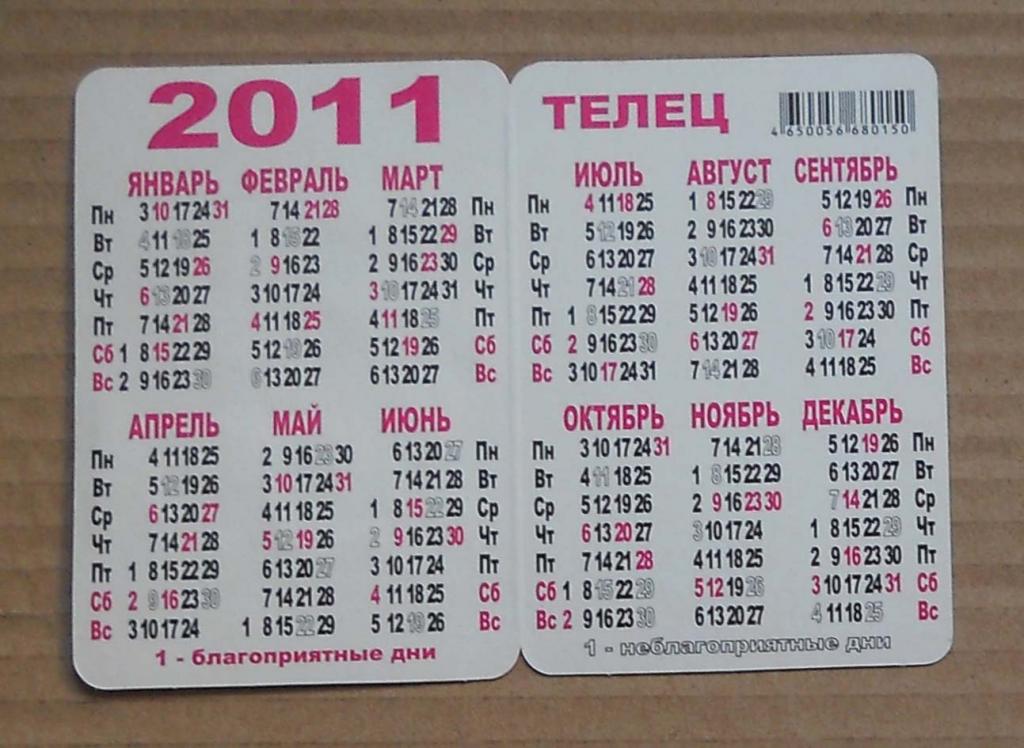 2011
ЯНВАРЬ ФЕВРАЛЬ МАРТ
Пн 3 10 17 24 31 7 14 21 28 7 14 21 28 Пн
Вт 4 11 18 25 1 8 15 22 1 8 15 22 29 Вт
Ср 5 12 19 26 2 9 16 23 2 9 16 23 30 Ср
Чт 6 13 20 27 3 10 17 24 3 10 17 24 31 Чт
Пт 7 14 21 28 4 11 18 25 4 11 18 25 Пт
Сб 1 8 15 22 29 5 12 19 26 5 12 19 26 Сб
Вс 2 9 16 23 30 6 13 20 27 6 13 20 27 Вс
АПРЕЛЬ МАЙ ИЮНЬ
Пн 4 11 18 25 2 9 16 23 30 6 13 20 27 Пн
Вт 5 12 19 26 3 10 17 24 31 7 14 21 28 Вт
Ср 6 13 20 27 4 11 18 25 1 8 15 22 29 Ср
Чт 7 14 21 28 5 12 19 26 2 9 16 23 30 Чт
Пт 1 8 15 22 29 6 13 20 27 3 10 17 24 Пт
Сб 2 9 16 23 30 7 14 21 28 4 11 18 25 Сб
Вс 3 10 17 24 1 8 15 22 29 5 12 19 26 Вс
1 - благоприятные дни
ТЕЛЕЦ
4 650056 680150
ИЮЛЬ АВГУСТ СЕНТЯБРЬ
Пн 4 11 18 25 1 8 15 22 29 5 12 19 26 Пн
Вт 5 12 19 26 2 9 16 23 30 6 13 20 27 Вт
Ср 6 13 20 27 3 10 17 24 31 7 14 21 28 Ср
Чт 7 14 21 28 4 11 18 25 1 8 15 22 29 Чт
Пт 1 8 15 22 29 5 12 19 26 2 9 16 23 30 Пт
Сб 2 9 16 23 30 6 13 20 27 3 10 17 24 Сб
Вс 3 10 17 24 31 7 14 21 28 4 11 18 25 Вс
ОКТЯБРЬ НОЯБРЬ ДЕКАБРЬ
Пн 3 10 17 24 31 7 14 21 28 5 12 19 26 Пн
Вт 4 11 18 25 1 8 15 22 29 6 13 20 27 Вт
Ср 5 12 19 26 2 9 16 23 30 7 14 21 28 Ср
Чт 6 13 20 27 3 10 17 24 1 8 15 22 29 Чт
Пт 7 14 21 28 4 11 18 25 2 9 16 23 30 Пт
Сб 1 8 15 22 29 5 12 19 26 3 10 17 24 31 Сб
Вс 2 9 16 23 30 6 13 20 27 4 11 18 25 Вс
1 - неблагоприятные дни